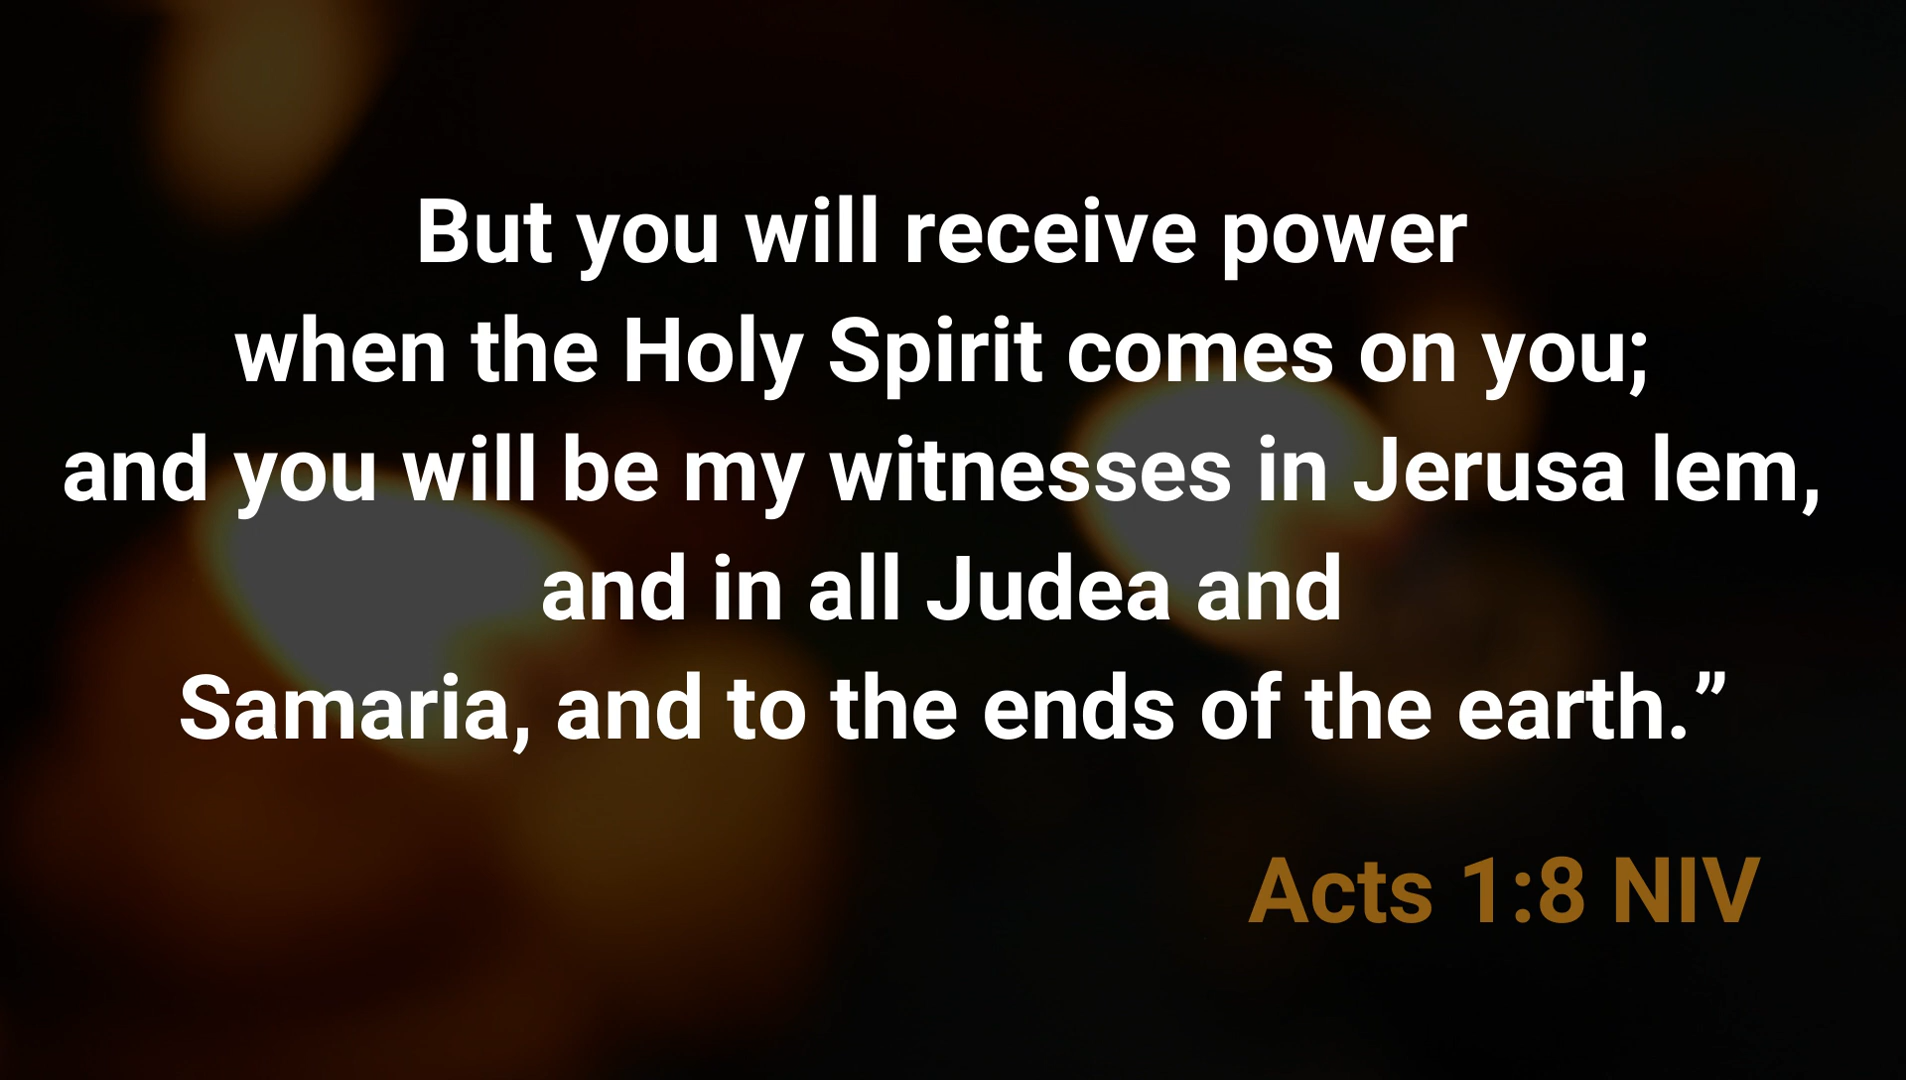 But you will receive power
when the Holy Spirit comes on you;
and you will be my witnesses in Jerusa lem,
and in all Judea and
Samaria, and to the ends of the earth.”
Acts 1:8 NIV